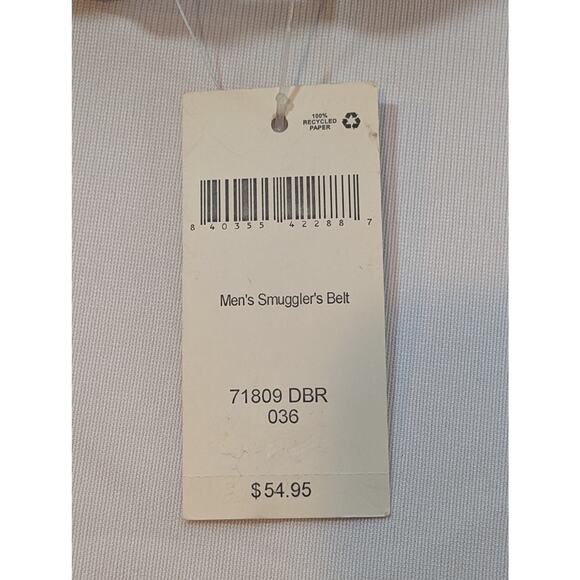 100%
RECYCLED
PAPER
8 40355 42288 7
Men's Smuggler's Belt
71809 DBR
036
$54.95